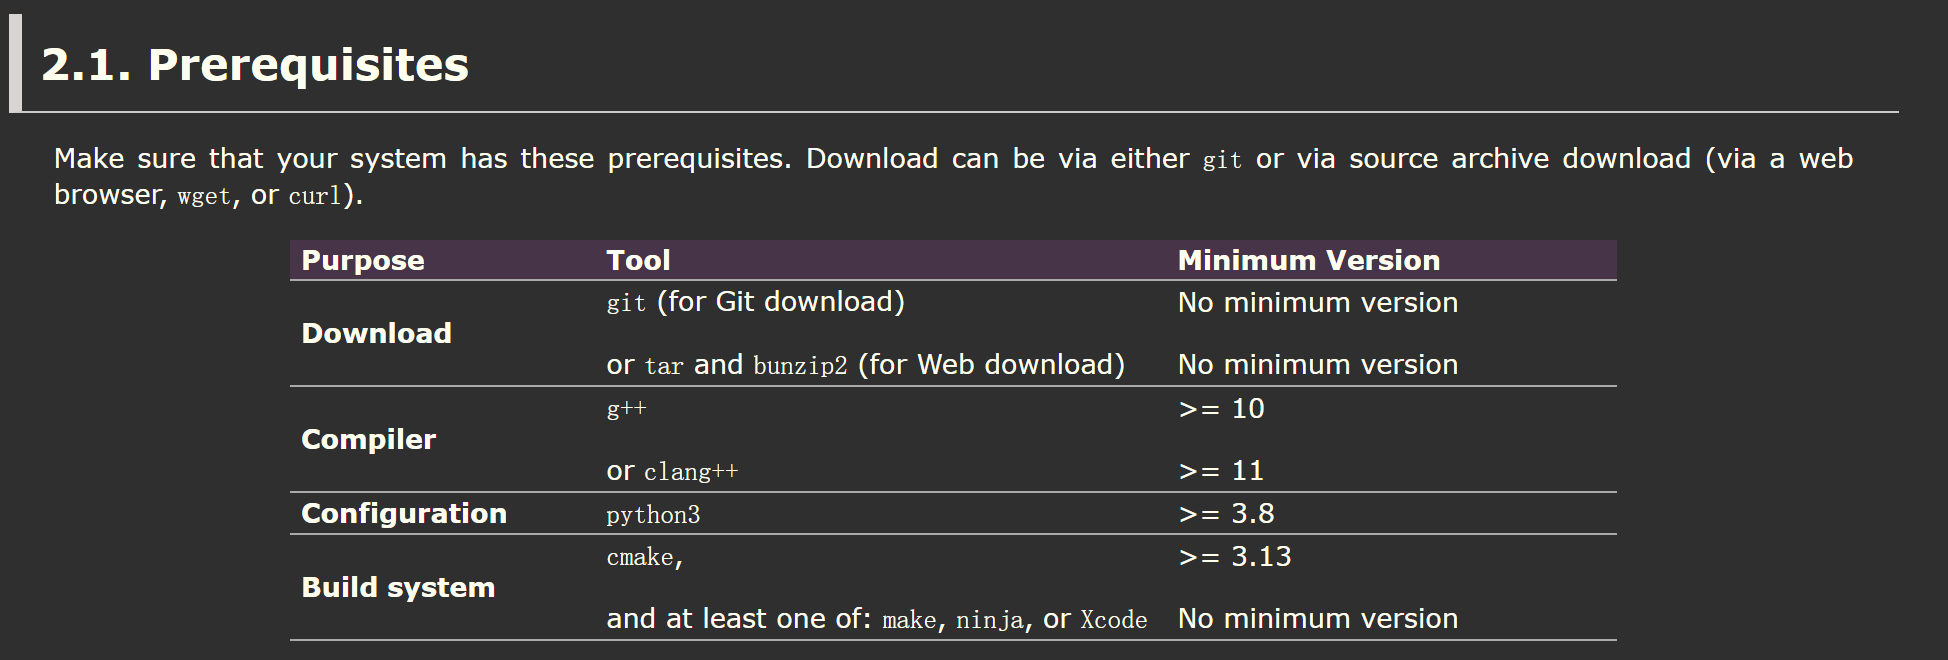 2.1. Prerequisites
Make sure that your system has these prerequisites. Download can be via either git or via source archive download (via a web
browser, wget, or curl).
Purpose Tool Minimum Version
Download
git (for Git download) No minimum version
or tar and bunzip2 (for Web download) No minimum version
Compiler
g++ >= 10
or clang++ >= 11
Configuration python3 >= 3.8
Build system
cmake, >= 3.13
and at least one of: make, ninja, or Xcode No minimum version